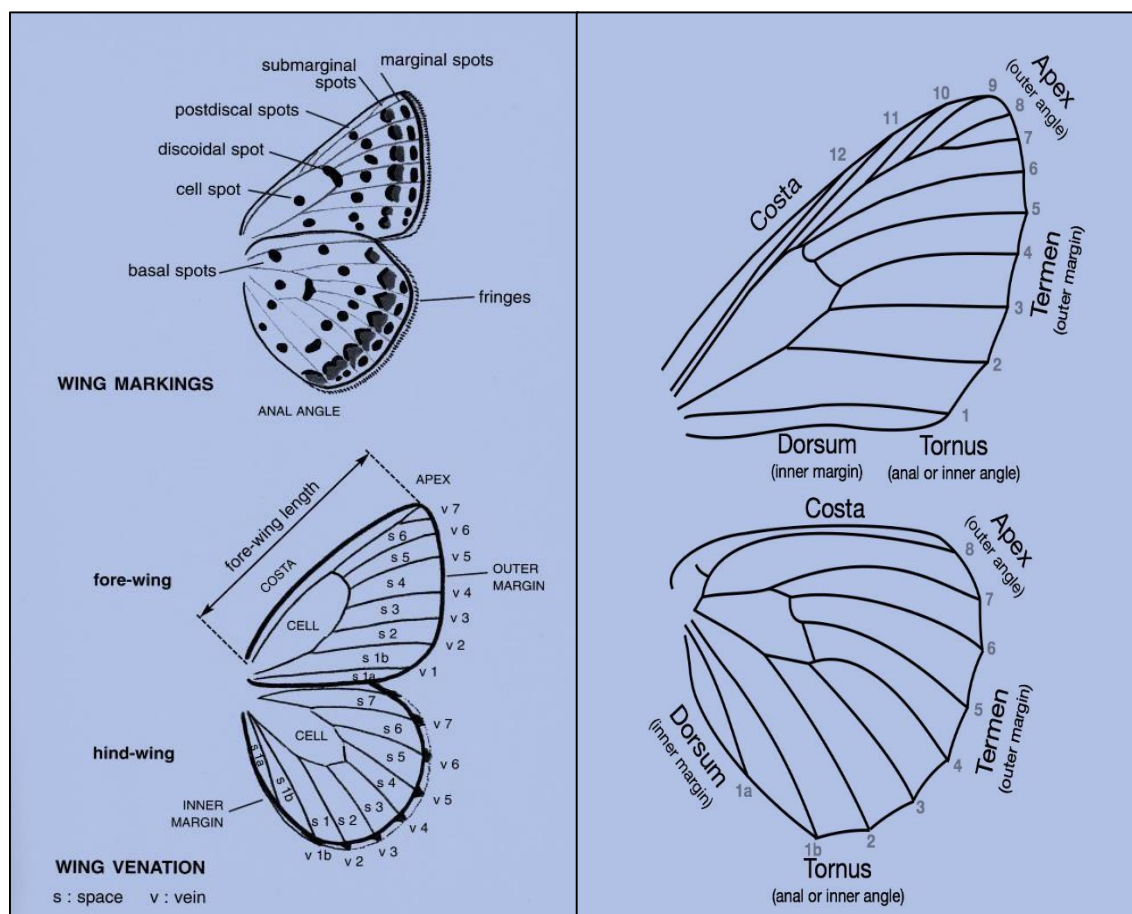 submarginal spots
marginal spots
postdiscal spots
discoidal spot
cell spot
basal spots
fringes
WING MARKINGS
ANAL ANGLE
fore-wing length
APEX
v 7
v 6
v 5
v 4
v 3
v 2
v 1
COSTA
s 6
s 5
s 4
s 3
s 2
s 1b
s 1a
CELL
OUTER
MARGIN
fore-wing
hind-wing
s 7
s 6
s 5
s 4
s 3
s 2
s 1
s 1b
s 1a
CELL
v 7
v 6
v 5
v 4
v 3
v 2
v 1b
INNER
MARGIN
WING VENATION
s : space v : vein
Costa
12
11
10
9
8
7
6
5
4
3
2
1
Apex
(outer angle)
Termen
(outer margin)
Dorsum
(inner margin)
Tornus
(anal or inner angle)
Costa
Apex
(outer angle)
8
7
6
5
4
3
2
1b
1a
Termen
(outer margin)
Dorsum
(inner margin)
Tornus
(anal or inner angle)